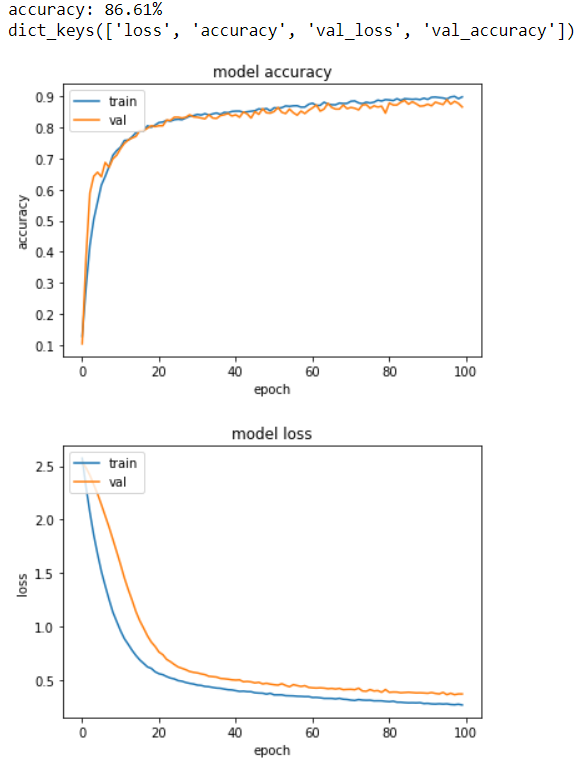 accuracy: 86.61%
dict_keys(['loss', 'accuracy', 'val_loss', 'val_accuracy'])
model accuracy
train
val
0.9
0.8
0.7
0.6
0.5
0.4
0.3
0.2
0.1
accuracy
0 20 40 60 80 100
epoch
model loss
train
val
2.5
2.0
1.5
1.0
0.5
loss
0 20 40 60 80 100
epoch